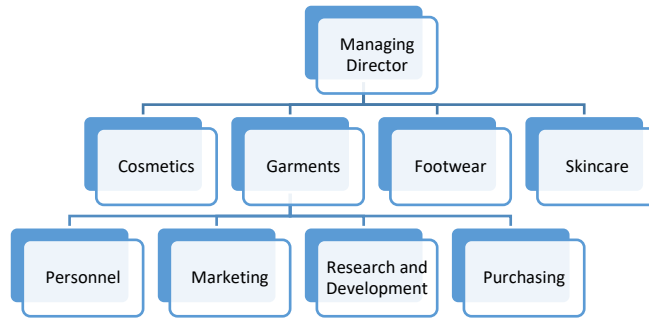 Managing
Director
Cosmetics
Garments
Footwear
Skincare
Personnel
Marketing
Research and
Development
Purchasing